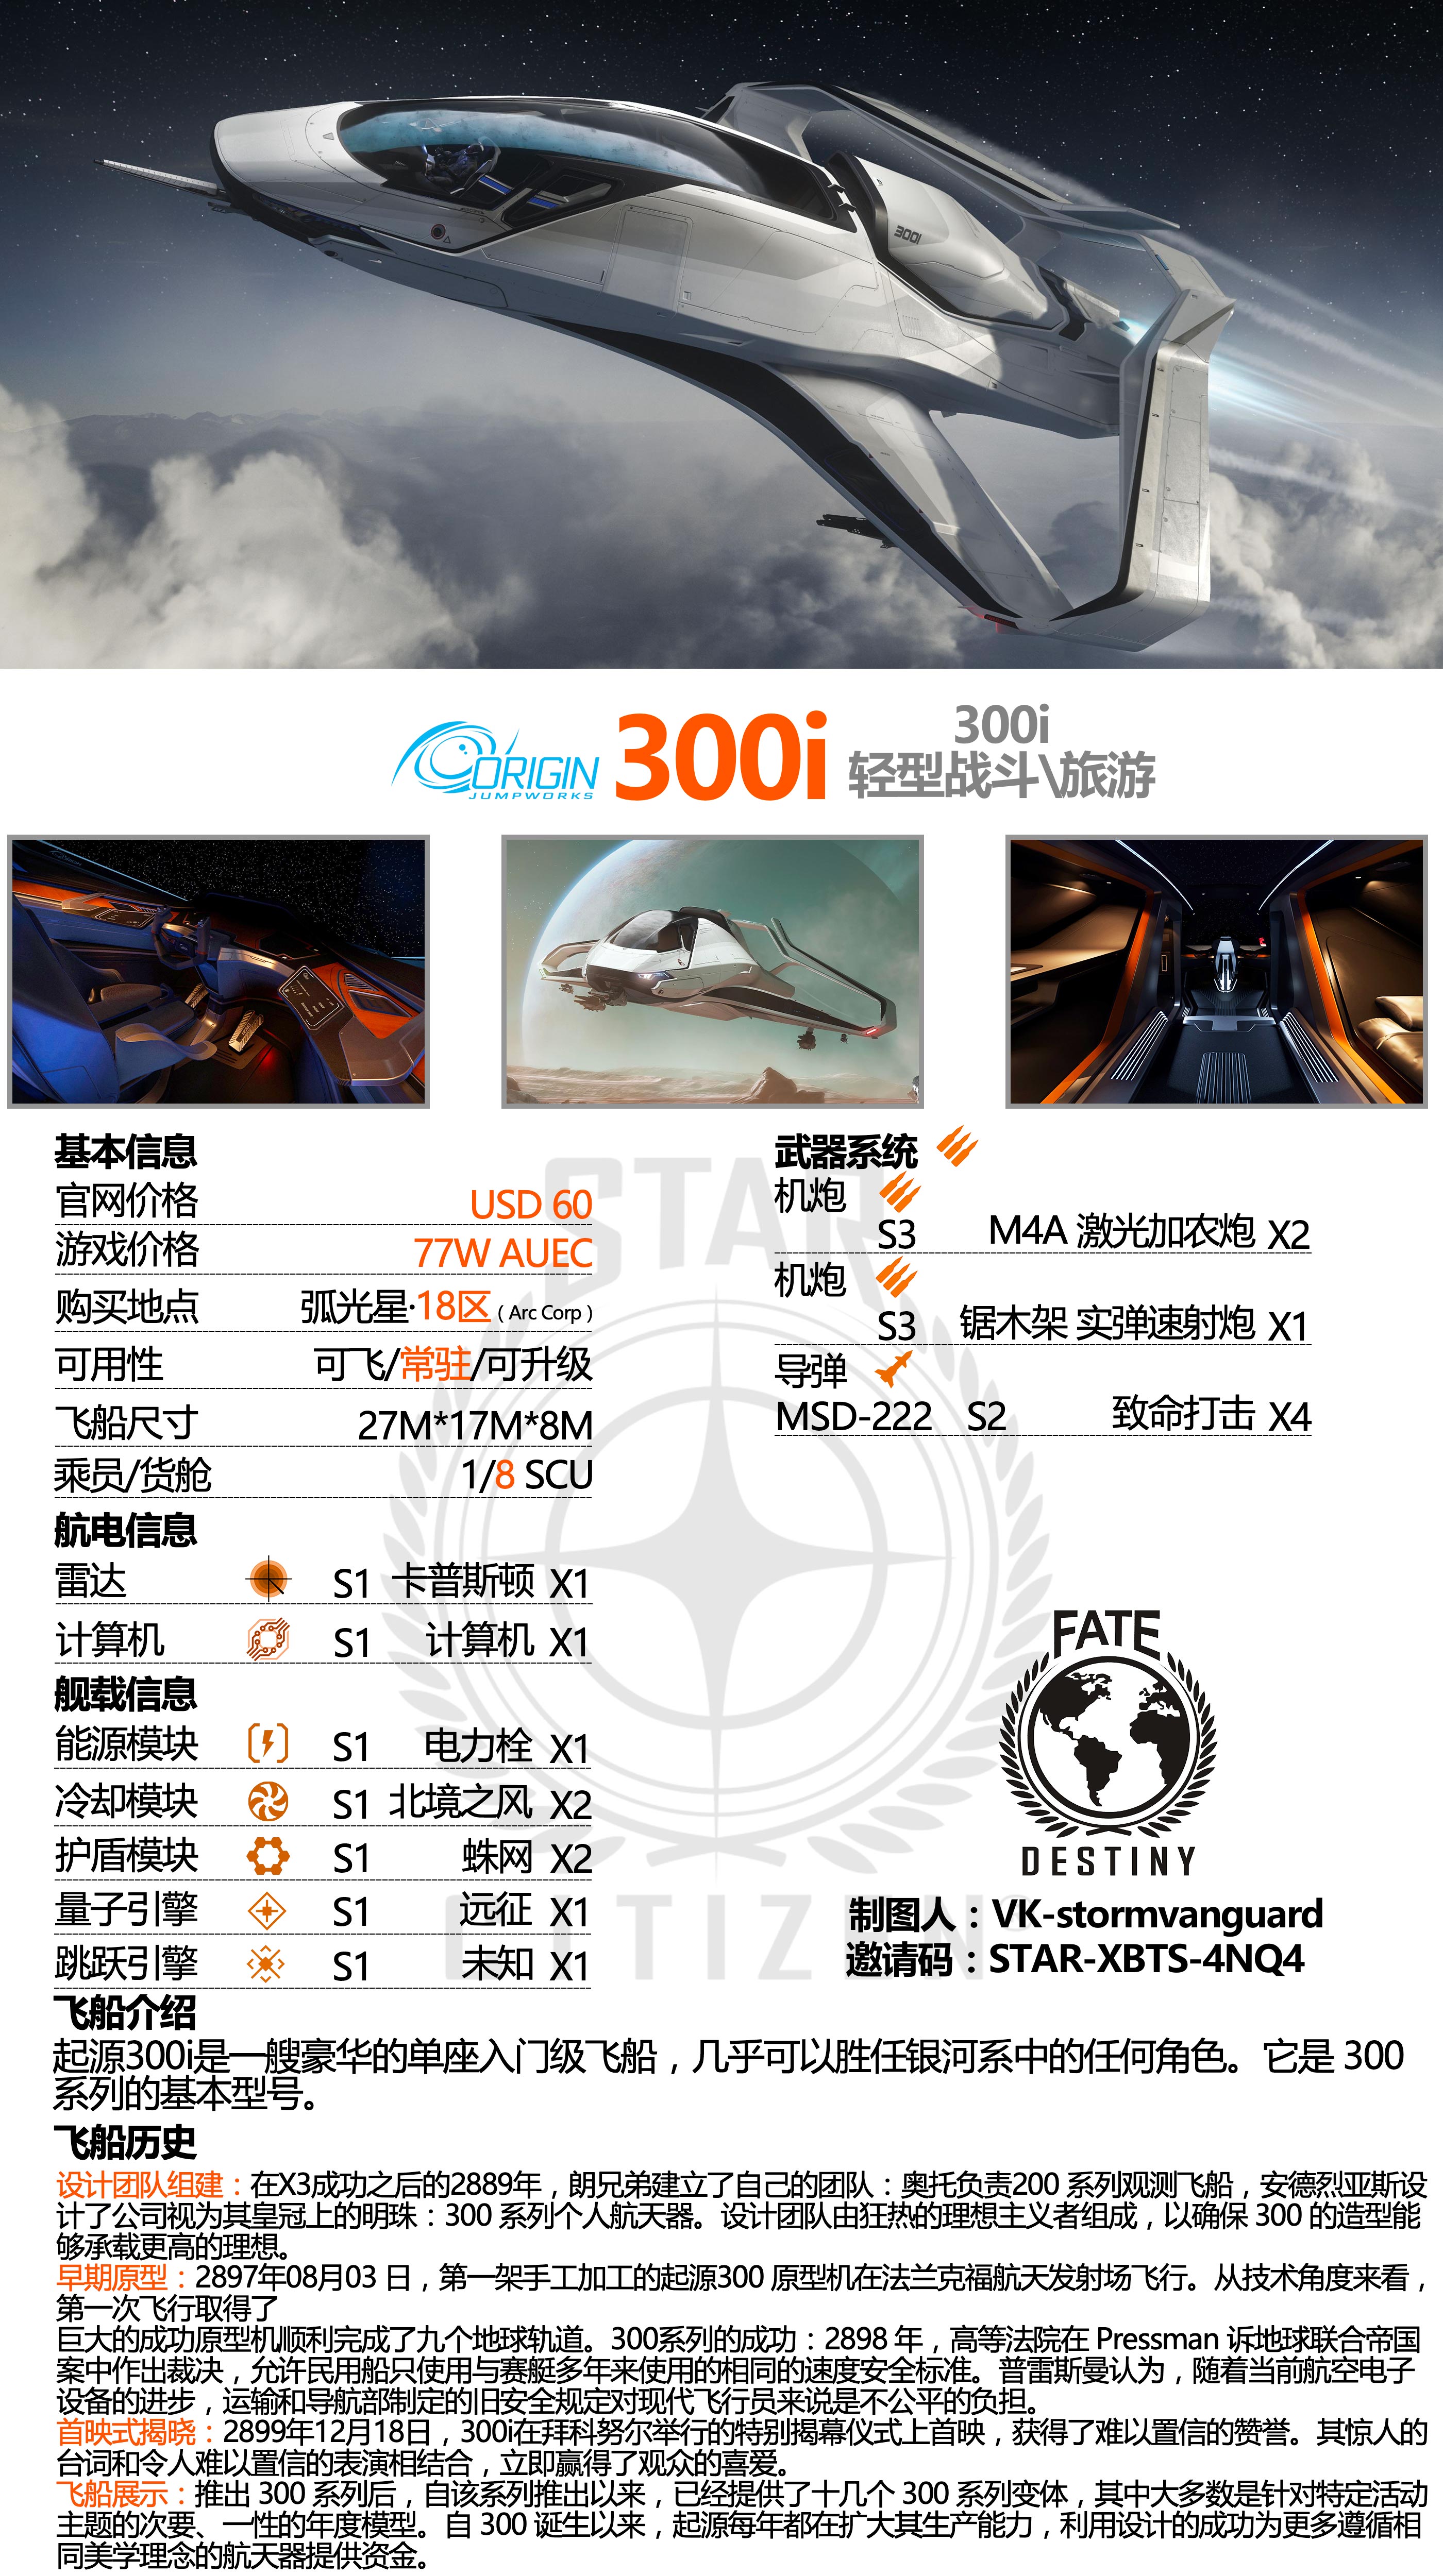 300i
ORIGIN
JUMPWORKS
300i
300i
轻型战斗\旅游
基本信息
官网价格 USD 60
游戏价格 77W AUEC
购买地点 弧光星·18区 ( Arc Corp )
可用性 可飞/常驻/可升级
飞船尺寸 27M*17M*8M
乘员/货舱 1/8 SCU
航电信息
雷达 S1 卡普斯顿 X1
计算机 S1 计算机 X1
舰载信息
能源模块 S1 电力栓 X1
冷却模块 S1 北境之风 X2
护盾模块 S1 蛛网 X2
量子引擎 S1 远征 X1
跳跃引擎 S1 未知 X1
武器系统
机炮
S3 M4A 激光加农炮 X2
机炮
S3 锯木架 实弹速射炮 X1
导弹
MSD-222 S2 致命打击 X4
STAR
CITIZEN
FATE
DESTINY
制图人：VK-stormvanguard
邀请码：STAR-XBTS-4NQ4
飞船介绍
起源300i是一艘豪华的单座入门级飞船，几乎可以胜任银河系中的任何角色。它是 300
系列的基本型号。
飞船历史
设计团队组建：在X3成功之后的2889年，朗兄弟建立了自己的团队：奥托负责200 系列观测飞船，安德烈亚斯设
计了公司视为其皇冠上的明珠：300 系列个人航天器。设计团队由狂热的理想主义者组成，以确保 300 的造型能
够承载更高的理想。
早期原型：2897年08月03 日，第一架手工加工的起源300 原型机在法兰克福航天发射场飞行。从技术角度来看，
第一次飞行取得了
巨大的成功原型机顺利完成了九个地球轨道。300系列的成功：2898 年，高等法院在 Pressman 诉地球联合帝国
案中作出裁决，允许民用船只使用与赛艇多年来使用的相同的速度安全标准。普雷斯曼认为，随着当前航空电子
设备的进步，运输和导航部制定的旧安全规定对现代飞行员来说是不公平的负担。
首映式揭晓：2899年12月18日，300i在拜科努尔举行的特别揭幕仪式上首映，获得了难以置信的赞誉。其惊人的
台词和令人难以置信的表演相结合，立即赢得了观众的喜爱。
飞船展示：推出 300 系列后，自该系列推出以来，已经提供了十几个 300 系列变体，其中大多数是针对特定活动
主题的次要、一性的年度模型。自 300 诞生以来，起源每年都在扩大其生产能力，利用设计的成功为更多遵循相
同美学理念的航天器提供资金。